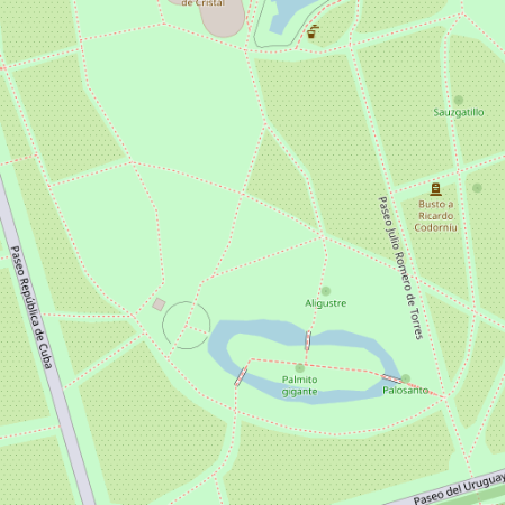 de Cristal
Sauzgatillo
Busto a
Ricardo
Codorniu
Paseo Julio Romero de Torres
Paseo República de Cuba
Aligustre
Palmito
gigante
Palosanto
Paseo del Uruguay